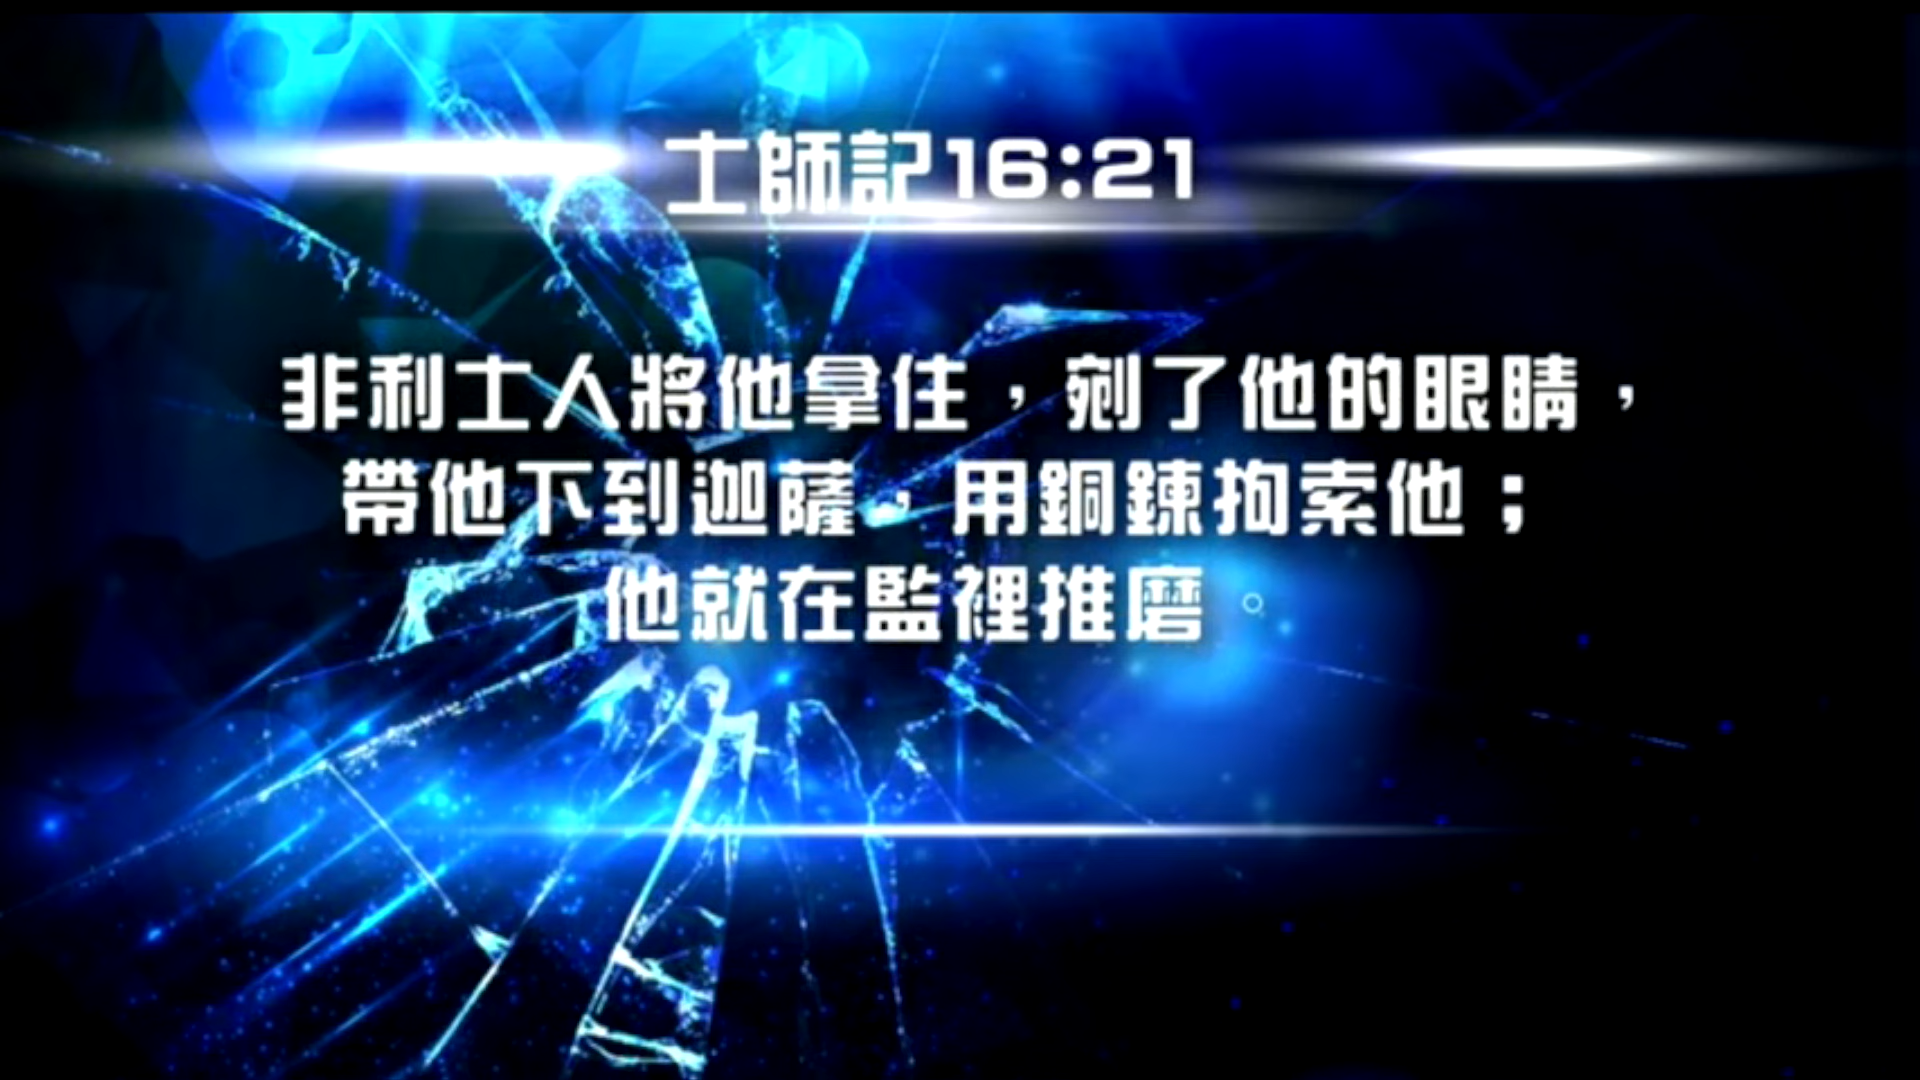 士師記16:21
非利士人將他拿住，剜了他的眼睛，
帶他下到迦薩，用銅鍊拘索他；
他就在監裡推磨。